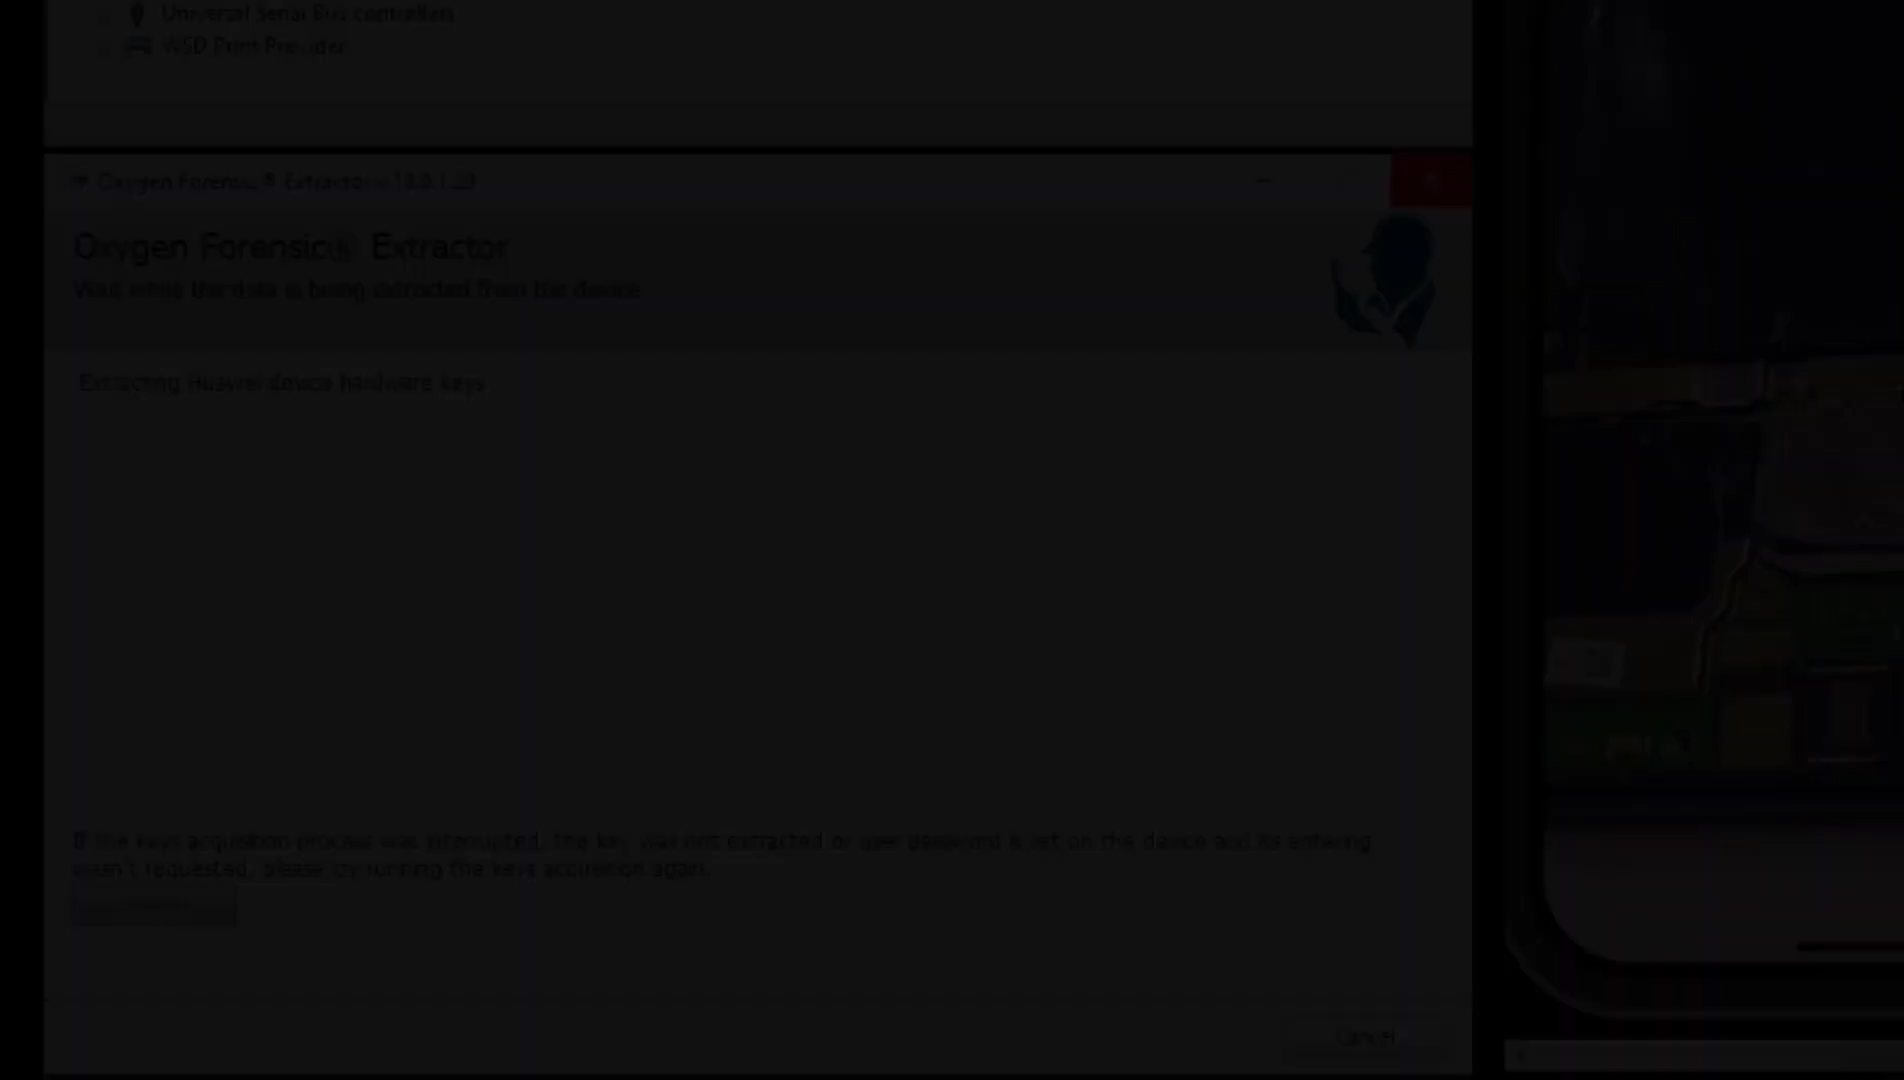 Universal Serial Bus controllers
WSD Print Provider
Oxygen Forensic® Extractor
Oxygen Forensic® Extractor
Wait while the data is being extracted from the device
Extracting Huawei device hardware keys
If the keys acquisition process was interrupted, the key was not extracted or user password is set on the device and its entering
wasn't requested, please try running the keys acquisition again.
Cancel